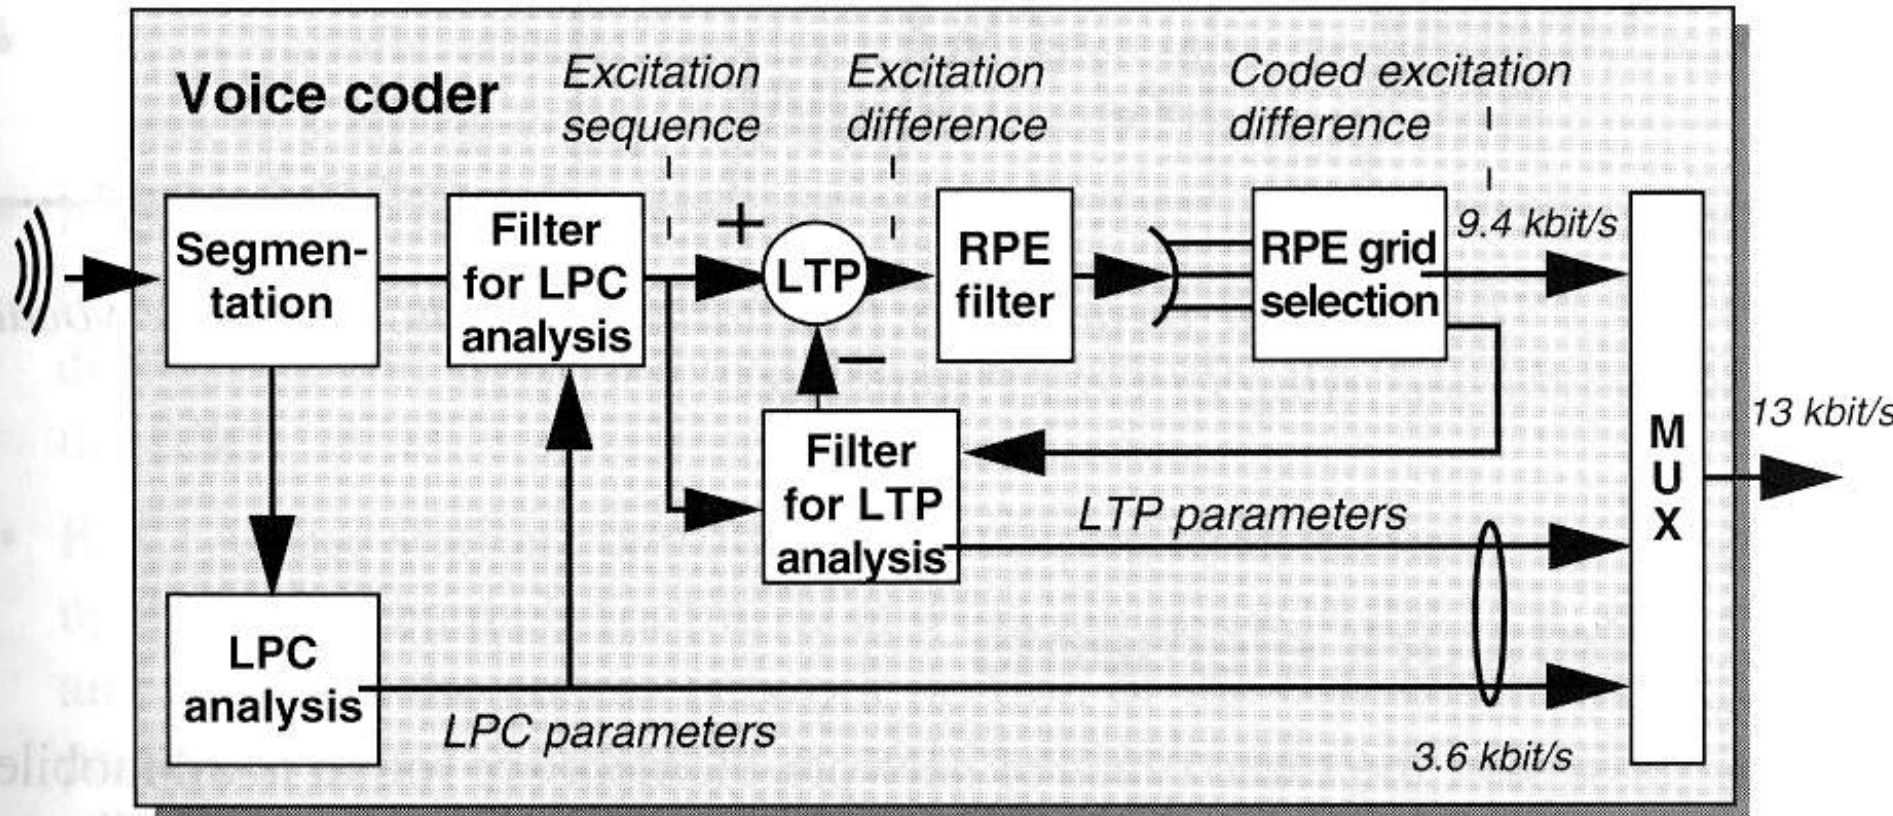 Voice coder
Excitation
sequence
Excitation
difference
Coded excitation
difference
Segmen-
tation
Filter
for LPC
analysis
+
LTP
RPE
filter
RPE grid
selection
9.4 kbit/s
−
Filter
for LTP
analysis
M
U
X
13 kbit/s
LTP parameters
LPC
analysis
LPC parameters
3.6 kbit/s